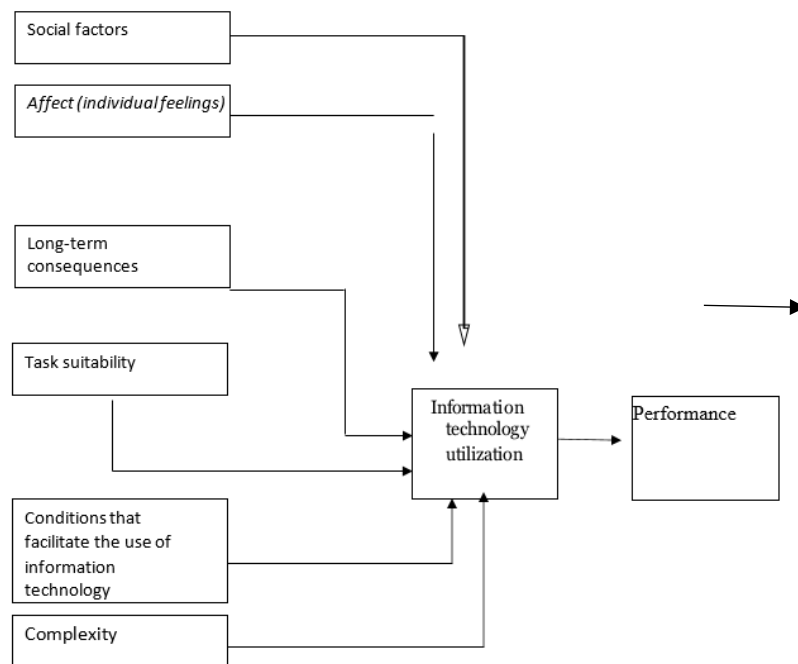 Social factors
Affect (individual feelings)
Long-term
consequences
Task suitability
Information
technology
utilization
Performance
Conditions that
facilitate the use of
information
technology
Complexity